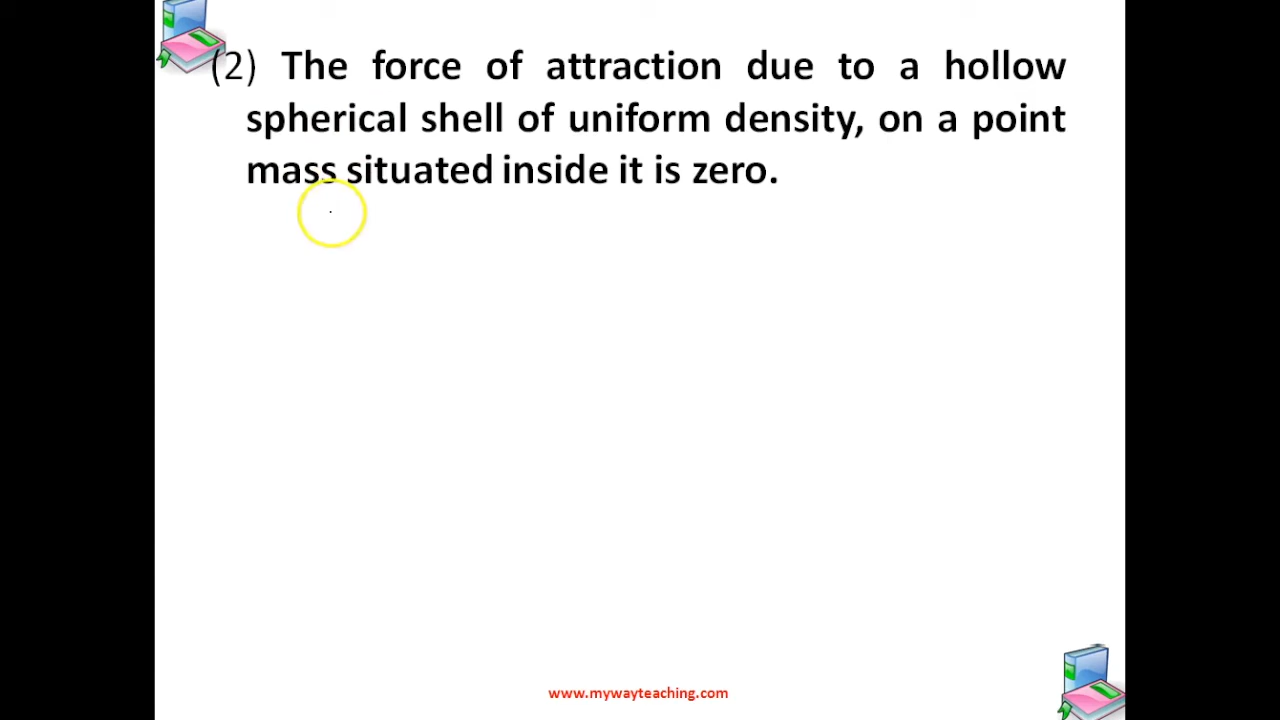 (2) The force of attraction due to a hollow
spherical shell of uniform density, on a point
mass situated inside it is zero.
www.mywayteaching.com